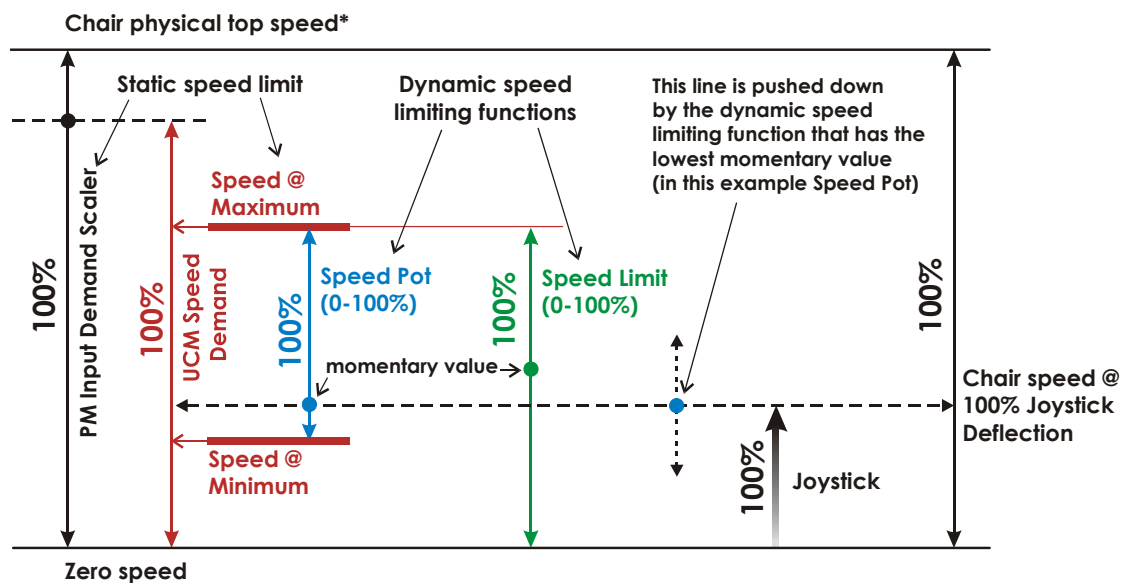 Chair physical top speed*
Static speed limit
Dynamic speed
limiting functions
This line is pushed down
by the dynamic speed
limiting function that has the
lowest momentary value
(in this example Speed Pot)
100%
PM Input Demand Scaler
100%
UCM Speed
Demand
Speed @
Maximum
100%
Speed Pot
(0-100%)
100%
Speed Limit
(0-100%)
100%
momentary value
Chair speed @
100% Joystick
Deflection
Speed @
Minimum
100%
Joystick
Zero speed